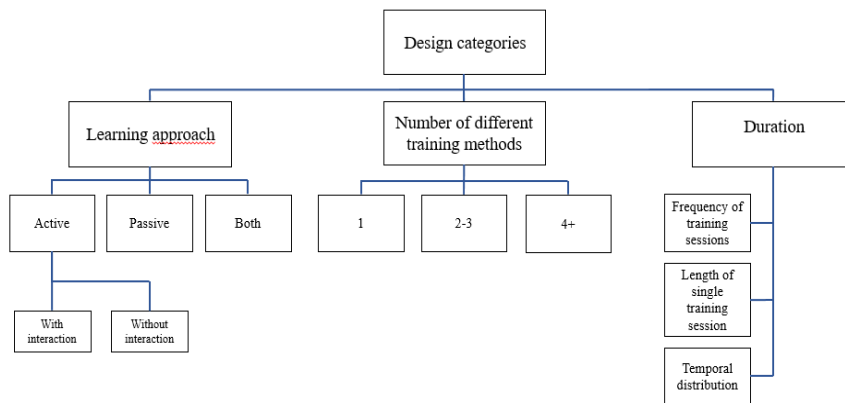 Design categories
Learning approach
Number of different
training methods
Duration
Active
Passive
Both
1
2-3
4+
Frequency of
training
sessions
Length of
single
training
session
Temporal
distribution
With
interaction
Without
interaction